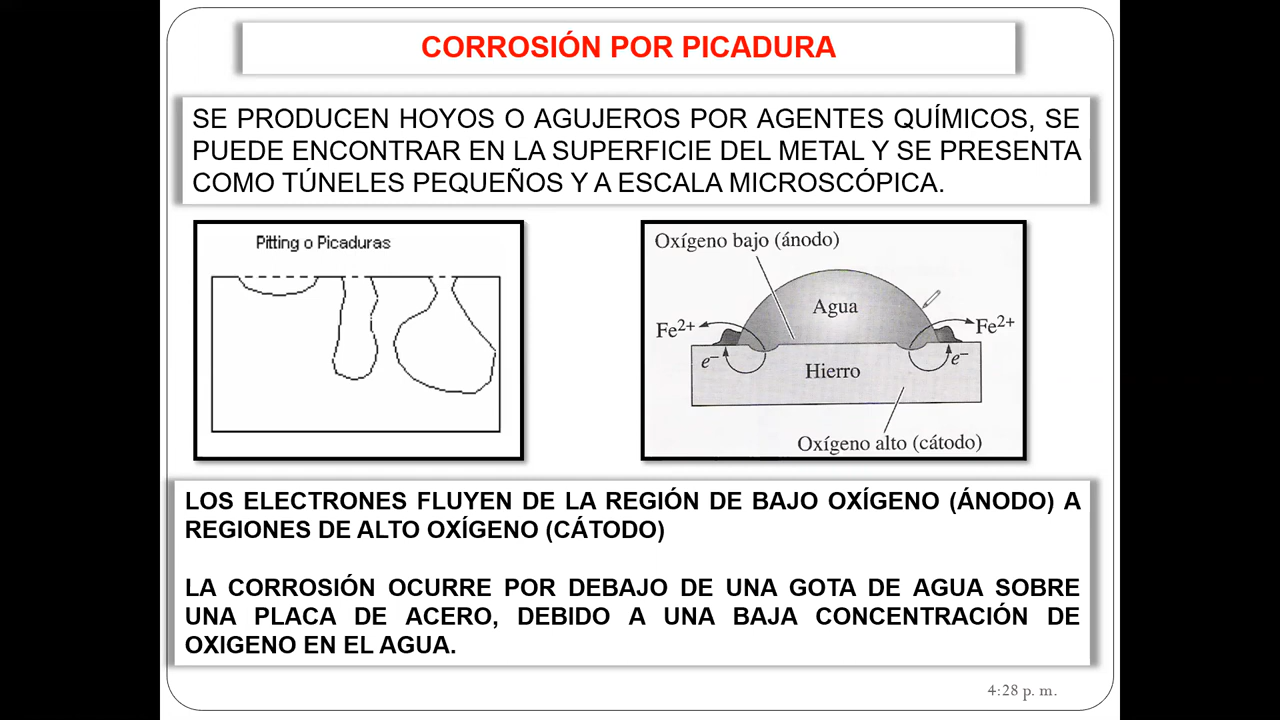 CORROSIÓN POR PICADURA
SE PRODUCEN HOYOS O AGUJEROS POR AGENTES QUÍMICOS, SE
PUEDE ENCONTRAR EN LA SUPERFICIE DEL METAL Y SE PRESENTA
COMO TÚNELES PEQUEÑOS Y A ESCALA MICROSCÓPICA.
Pitting o Picaduras
Oxígeno bajo (ánodo)
Agua
Fe2+
Fe2+
e–
e–
Hierro
Oxígeno alto (cátodo)
LOS ELECTRONES FLUYEN DE LA REGIÓN DE BAJO OXÍGENO (ÁNODO) A
REGIONES DE ALTO OXÍGENO (CÁTODO)
LA CORROSIÓN OCURRE POR DEBAJO DE UNA GOTA DE AGUA SOBRE
UNA PLACA DE ACERO, DEBIDO A UNA BAJA CONCENTRACIÓN DE
OXIGENO EN EL AGUA.
4:28 p. m.